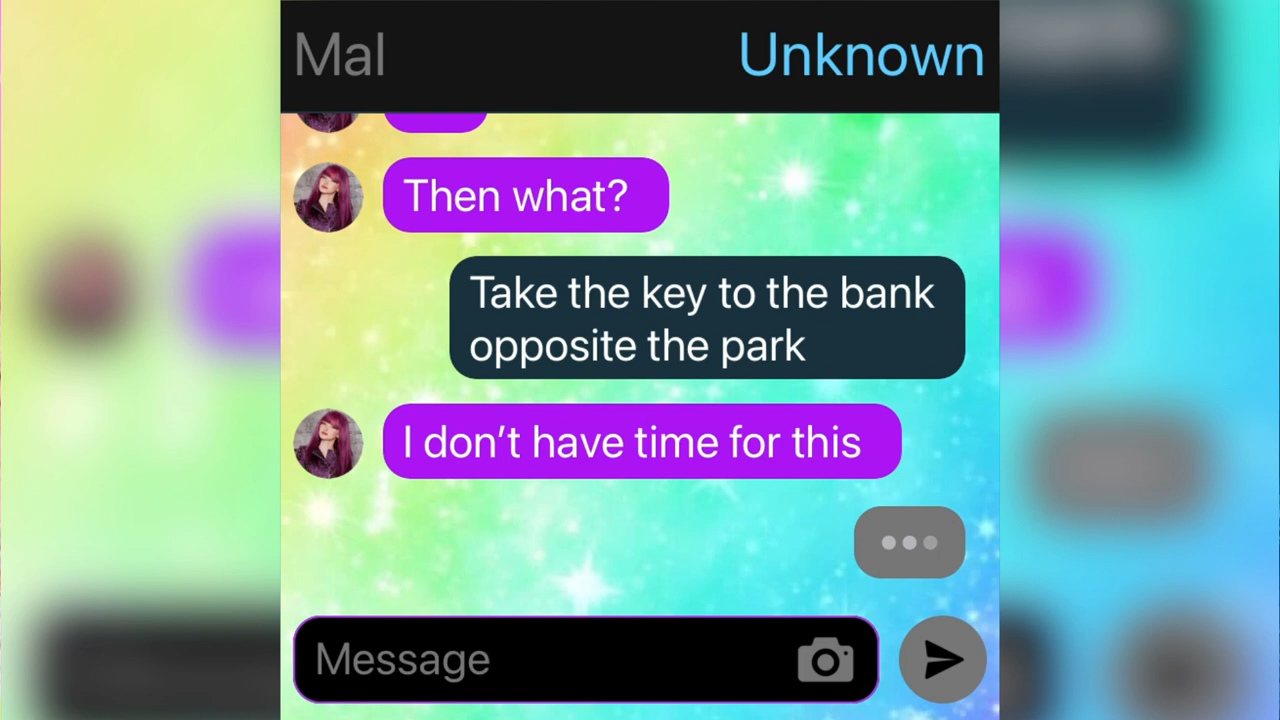 Mal
Unknown
Then what?
Take the key to the bank
opposite the park
I don’t have time for this
Message